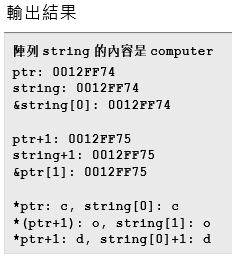 輸出結果
陣列 string 的內容是 computer
ptr: 0012FF74
string: 0012FF74
&string[0]: 0012FF74
ptr+1: 0012FF75
string+1: 0012FF75
&ptr[1]: 0012FF75
*ptr: c, string[0]: c
*(ptr+1): o, string[1]: o
*ptr+1: d, string[0]+1: d